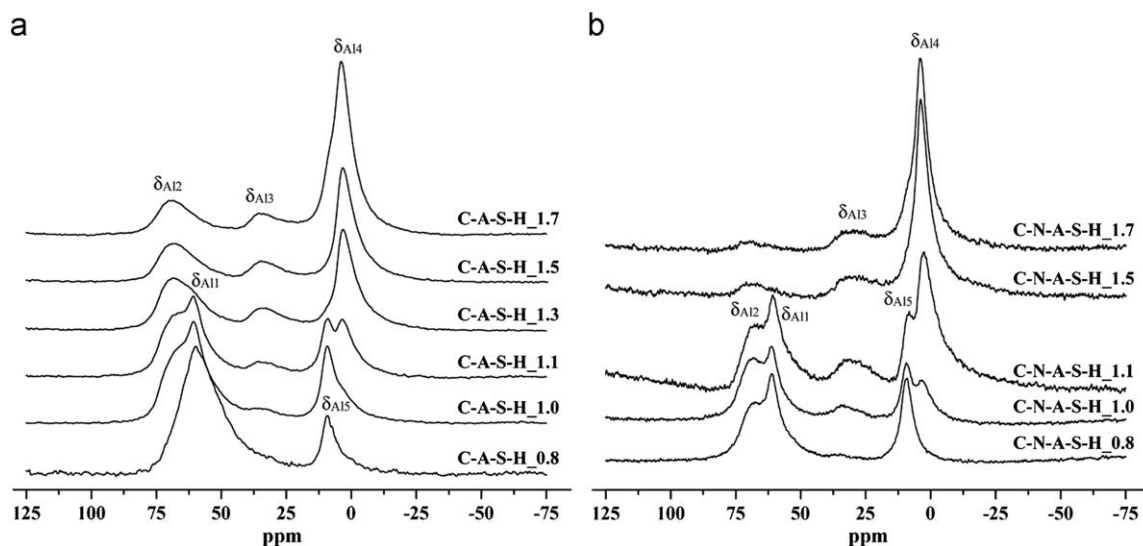 a
δAl4
δAl2
δAl3
C-A-S-H_1.7
C-A-S-H_1.5
δAl1
C-A-S-H_1.3
C-A-S-H_1.1
C-A-S-H_1.0
δAl5
C-A-S-H_0.8
125 75 50 25 0 -25 -50 -75
ppm
b
δAl4
δAl3
C-N-A-S-H_1.7
C-N-A-S-H_1.5
δAl2 δAl1 δAl5
C-N-A-S-H_1.1
C-N-A-S-H_1.0
C-N-A-S-H_0.8
125 100 75 50 25 0 -25 -50 -75
ppm